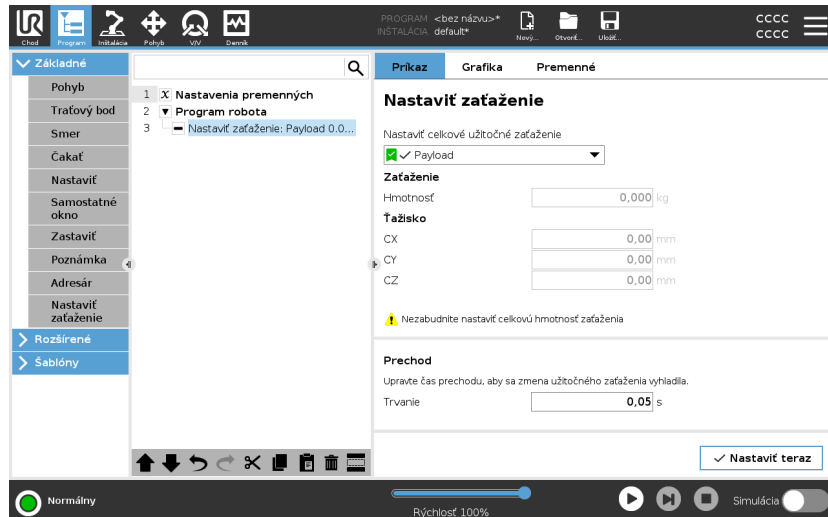 UR
PROGRAM <bez názvu>*
INŠTALÁCIA default*
Chod Program Inštalácia Pohyb V/V Denník
Nový... Otvoriť... Uložiť...
CCCC
CCCC
Základné
Pohyb
Traťový bod
Smer
Čakať
Nastaviť
Samostatné
okno
Zastaviť
Poznámka
Adresár
Nastaviť
zaťaženie
Rozšírené
Šablóny
1 X Nastavenia premenných
2 Program robota
3 Nastaviť zaťaženie: Payload 0.0...
Príkaz Grafika Premenné
Nastaviť zaťaženie
Nastaviť celkové užitočné zaťaženie
Payload
Zaťaženie
Hmotnosť 0,000 kg
Ťažisko
CX 0,00 mm
CY 0,00 mm
CZ 0,00 mm
Nezabudnite nastaviť celkovú hmotnosť zaťaženia
Prechod
Upravte čas prechodu, aby sa zmena užitočného zaťaženia vyhladila.
Trvanie 0,05 s
Nastaviť teraz
Normálny
Rýchlosť 100%
Simulácia